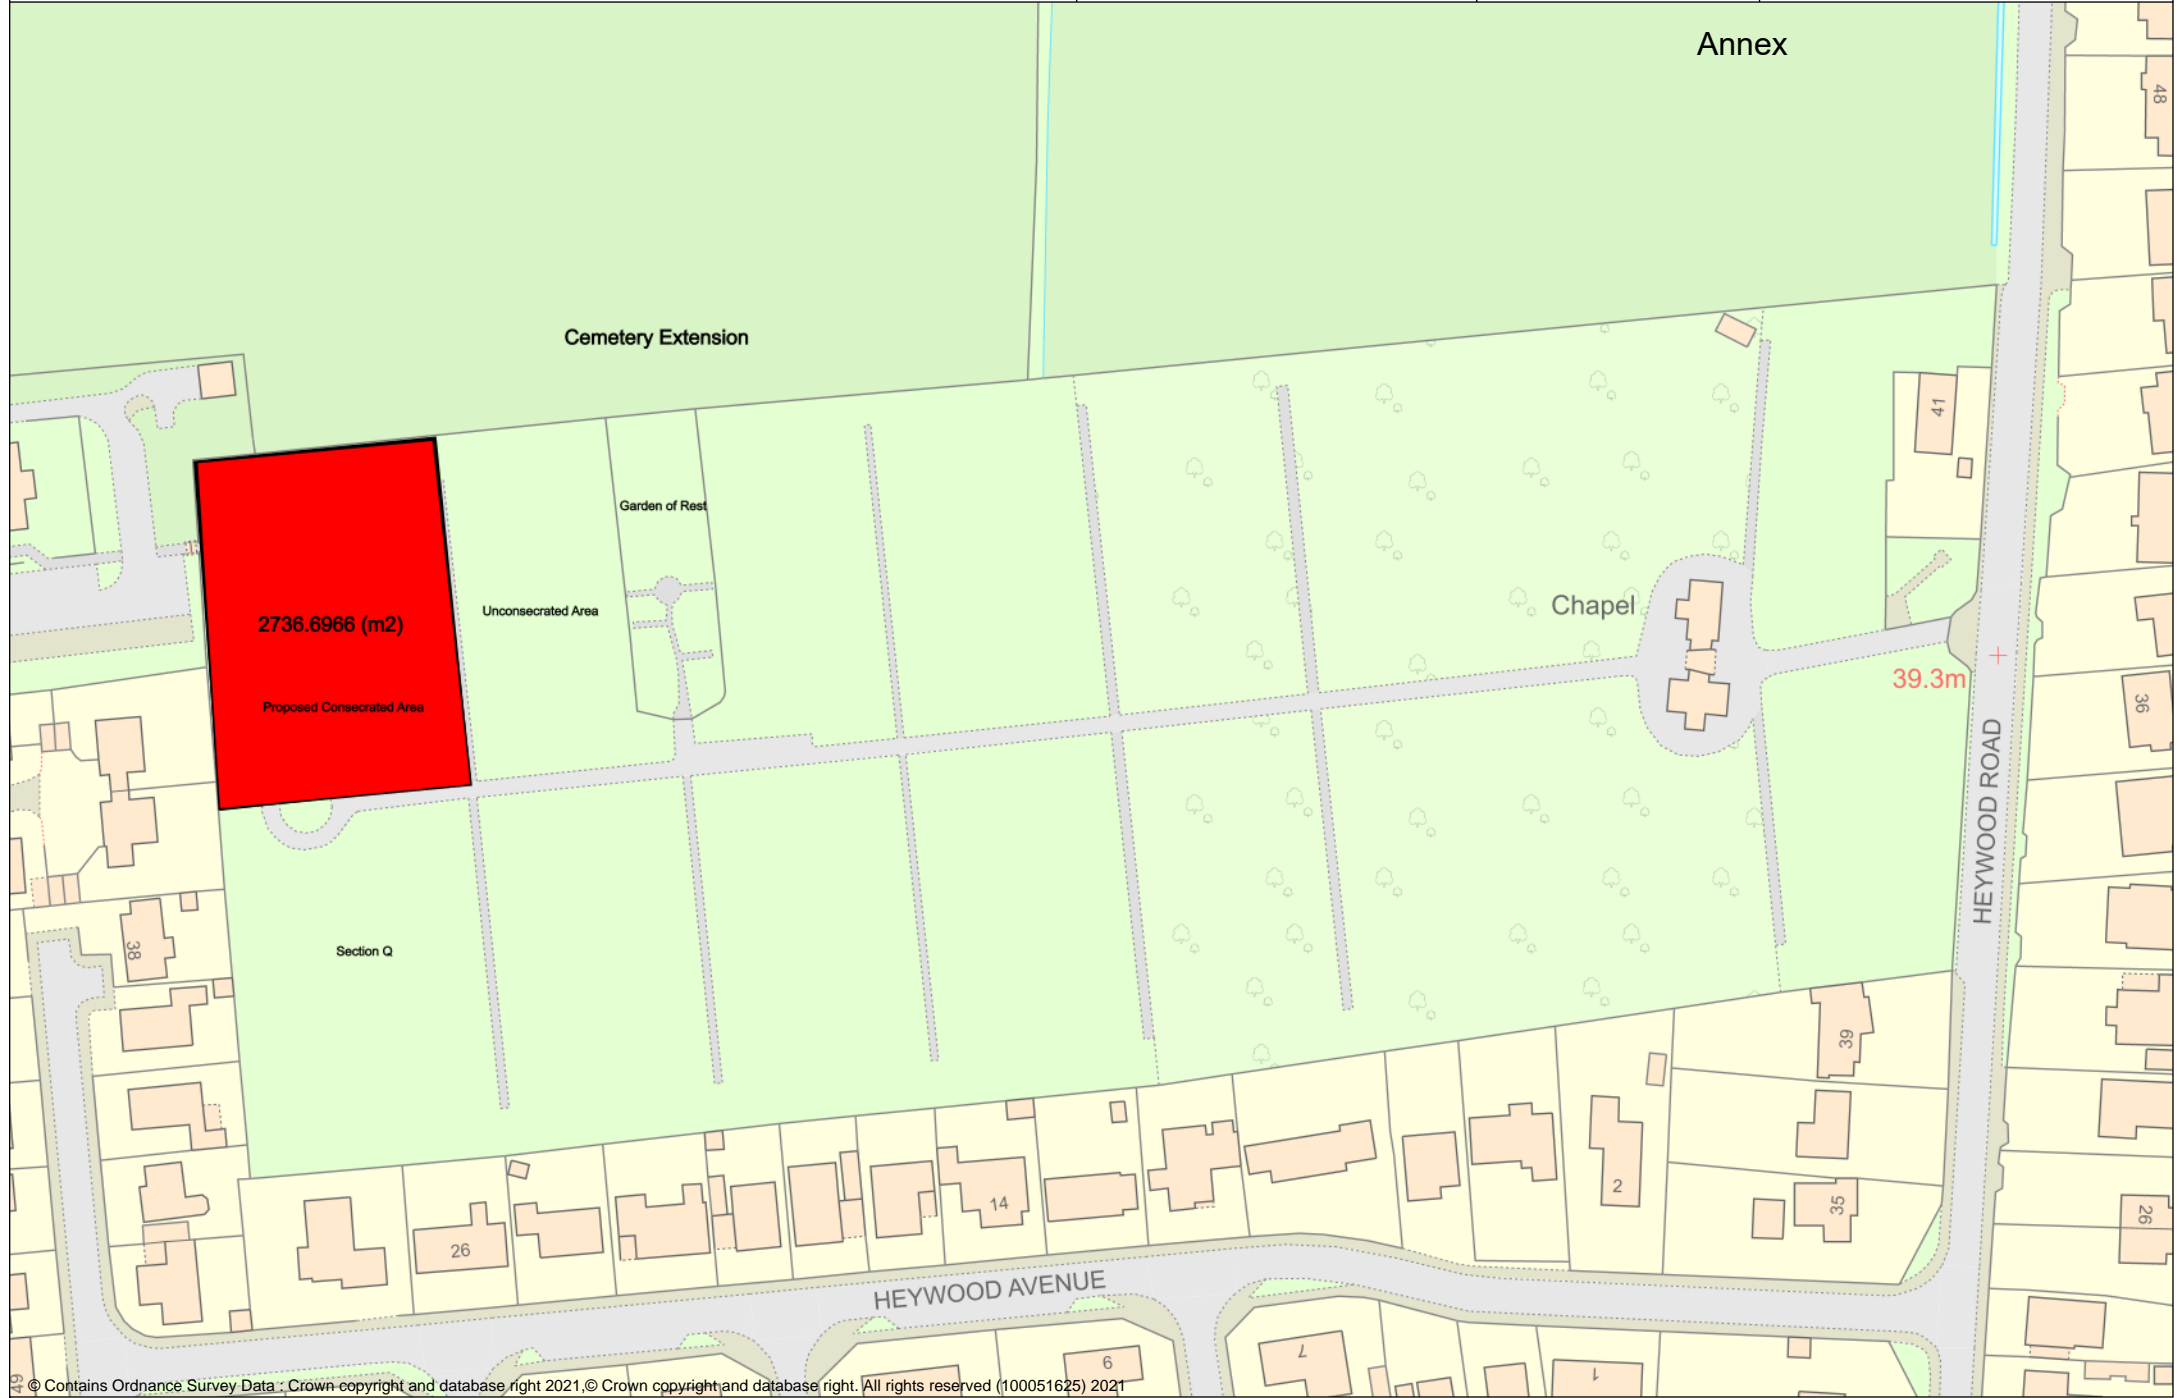 Annex
48
Cemetery Extension
41
Garden of Rest
Unconsecrated Area
Chapel
2736.6966 (m2)
Proposed Consecrated Area
39.3m
36
HEYWOOD ROAD
38
Section Q
39
14
2
35
26
26
HEYWOOD AVENUE
6
7
1
49
© Contains Ordnance Survey Data : Crown copyright and database right 2021,© Crown copyright and database right. All rights reserved (100051625) 2021